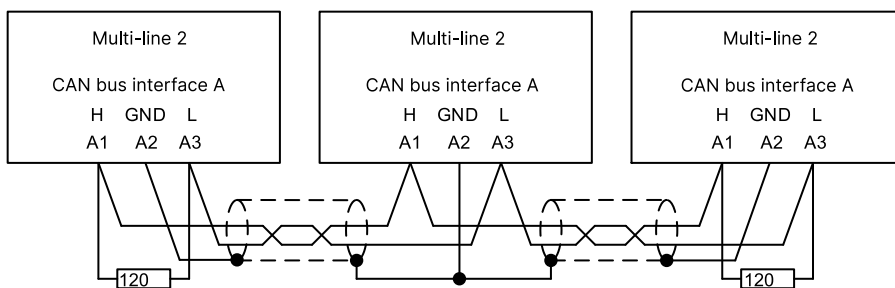 Multi-line 2
CAN bus interface A
H GND L
A1 A2 A3
120
Multi-line 2
CAN bus interface A
H GND L
A1 A2 A3
Multi-line 2
CAN bus interface A
H GND L
A1 A2 A3
120